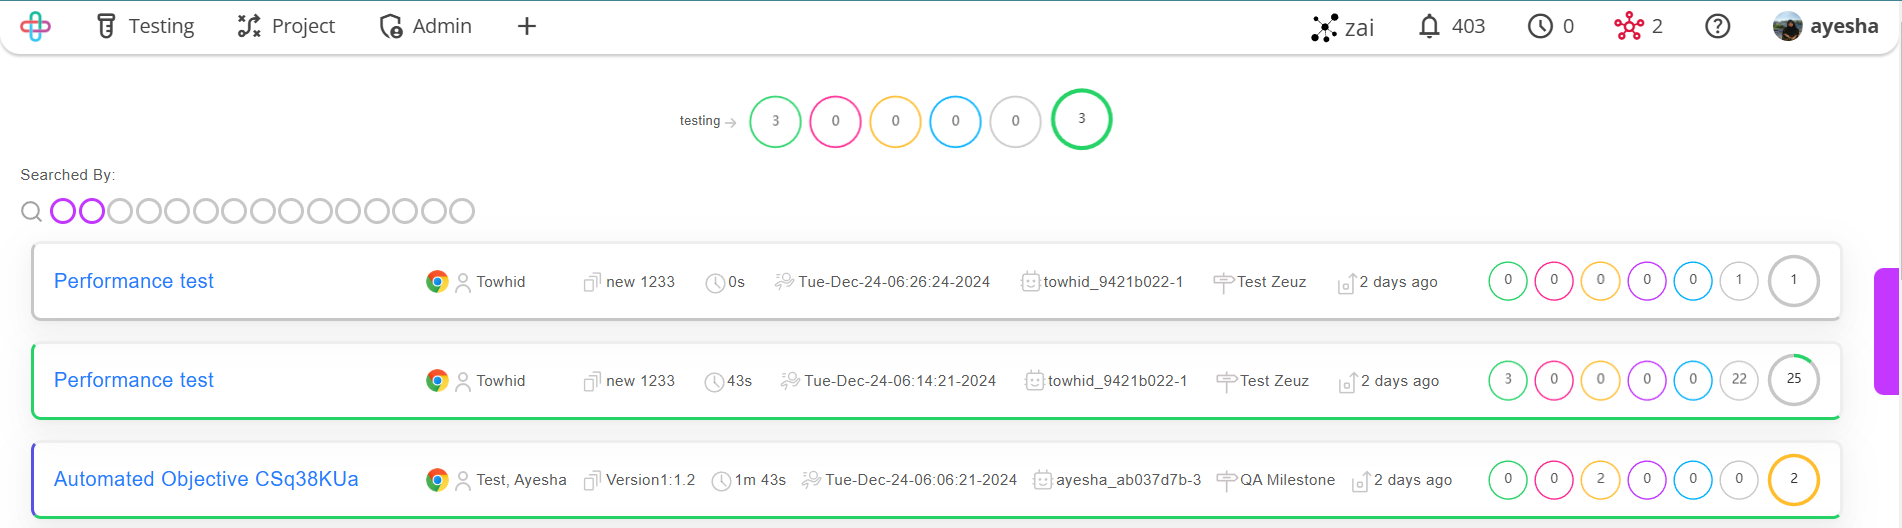 Testing Project Admin + zai 403 0 2 ? ayesha
testing → 3 0 0 0 0 3
Searched By:
Performance test Towhid new 1233 0s Tue-Dec-24-06:26:24-2024 towhid_9421b022-1 Test Zeuz 2 days ago 0 0 0 0 0 1 1
Performance test Towhid new 1233 43s Tue-Dec-24-06:14:21-2024 towhid_9421b022-1 Test Zeuz 2 days ago 3 0 0 0 0 22 25
Automated Objective CSq38KUa Test, Ayesha Version1:1.2 1m 43s Tue-Dec-24-06:06:21-2024 ayesha_ab037d7b-3 QA Milestone 2 days ago 0 0 2 0 0 0 2